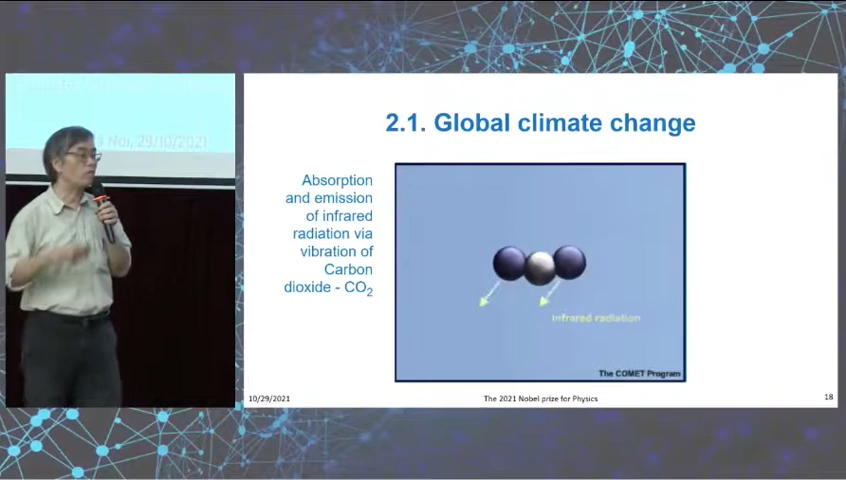 Nọi, 29/10/2021
2.1. Global climate change
Absorption
and emission
of infrared
radiation via
vibration of
Carbon
dioxide - CO₂
Infrared radiation
The COMET Program
10/29/2021
The 2021 Nobel prize for Physics
18